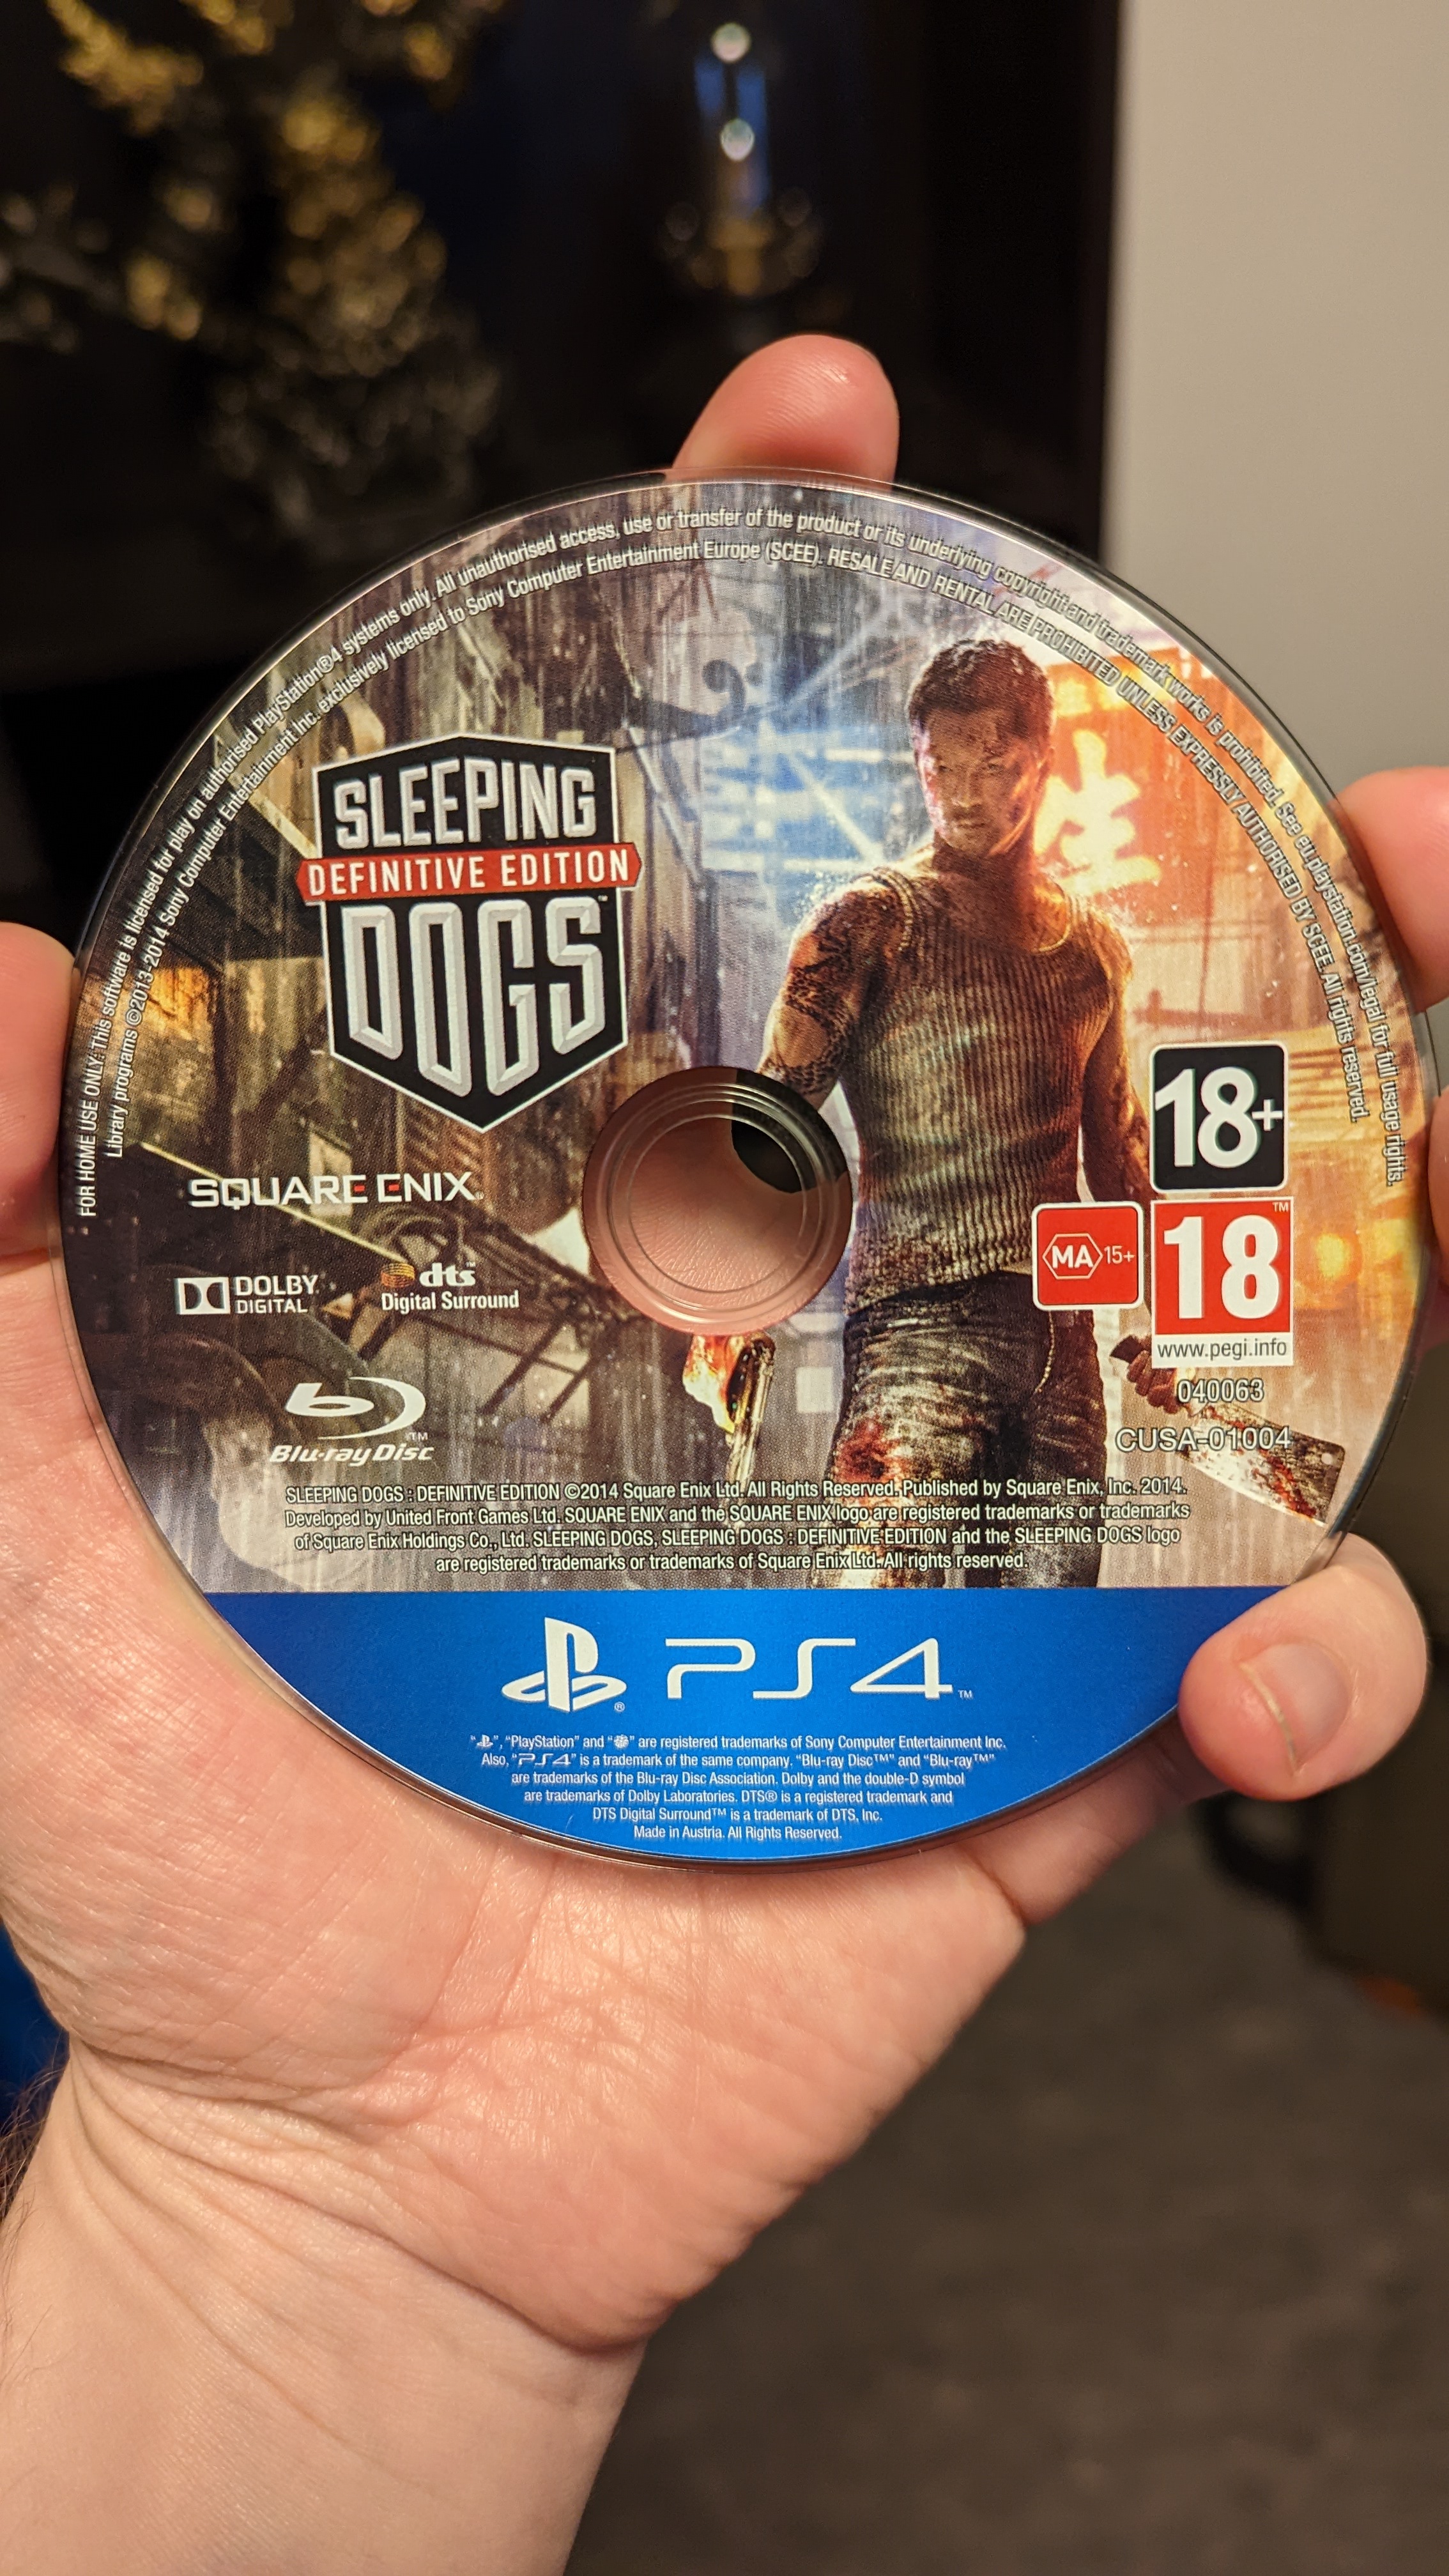 FOR HOME USE ONLY: This software is licensed for play on authorised PlayStation®4 systems only. All unauthorised access, use or transfer of the product or its underlying copyright and trademark works is prohibited. See eu.playstation.com/legal for full usage rights.
Library programs ©2013-2014 Sony Computer Entertainment Inc. exclusively licensed to Sony Computer Entertainment Europe (SCEE). RESALE AND RENTAL ARE PROHIBITED UNLESS EXPRESSLY AUTHORISED BY SCEE. All rights reserved.
SLEEPING
DEFINITIVE EDITION
DOGS™
生
SQUARE ENIX
DOLBY
DIGITAL
dts™
Digital Surround
Blu-ray Disc™
18+
MA 15+
18™
www.pegi.info
040063
CUSA-01004
SLEEPING DOGS : DEFINITIVE EDITION ©2014 Square Enix Ltd. All Rights Reserved. Published by Square Enix, Inc. 2014.
Developed by United Front Games Ltd. SQUARE ENIX and the SQUARE ENIX logo are registered trademarks or trademarks
of Square Enix Holdings Co., Ltd. SLEEPING DOGS, SLEEPING DOGS : DEFINITIVE EDITION and the SLEEPING DOGS logo
are registered trademarks or trademarks of Square Enix Ltd. All rights reserved.
® PS4™
" ", "PlayStation" and " " are registered trademarks of Sony Computer Entertainment Inc.
Also, "PS4" is a trademark of the same company. "Blu-ray Disc™" and "Blu-ray™"
are trademarks of the Blu-ray Disc Association. Dolby and the double-D symbol
are trademarks of Dolby Laboratories. DTS® is a registered trademark and
DTS Digital Surround™ is a trademark of DTS, Inc.
Made in Austria. All Rights Reserved.